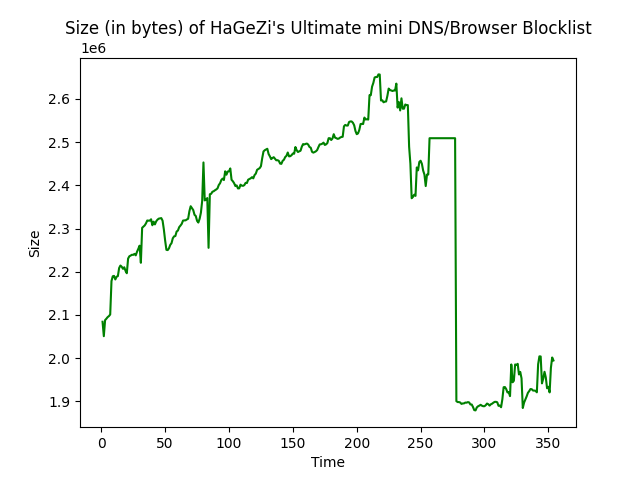 Size (in bytes) of HaGeZi's Ultimate mini DNS/Browser Blocklist
1e6
2.6
2.5
2.4
2.3
2.2
2.1
2.0
1.9
Size
0 50 100 150 200 250 300 350
Time